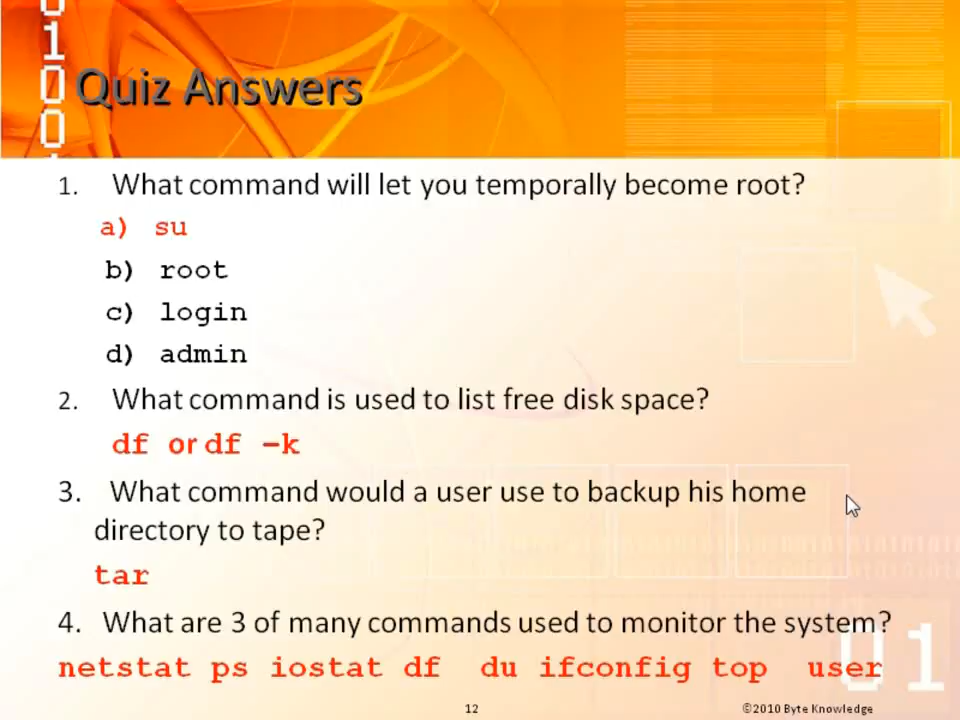 Quiz Answers
1. What command will let you temporally become root?
a) su
b) root
c) login
d) admin
2. What command is used to list free disk space?
df or df –k
3. What command would a user use to backup his home
directory to tape?
tar
4. What are 3 of many commands used to monitor the system?
netstat ps iostat df du ifconfig top user
12
©2010 Byte Knowledge